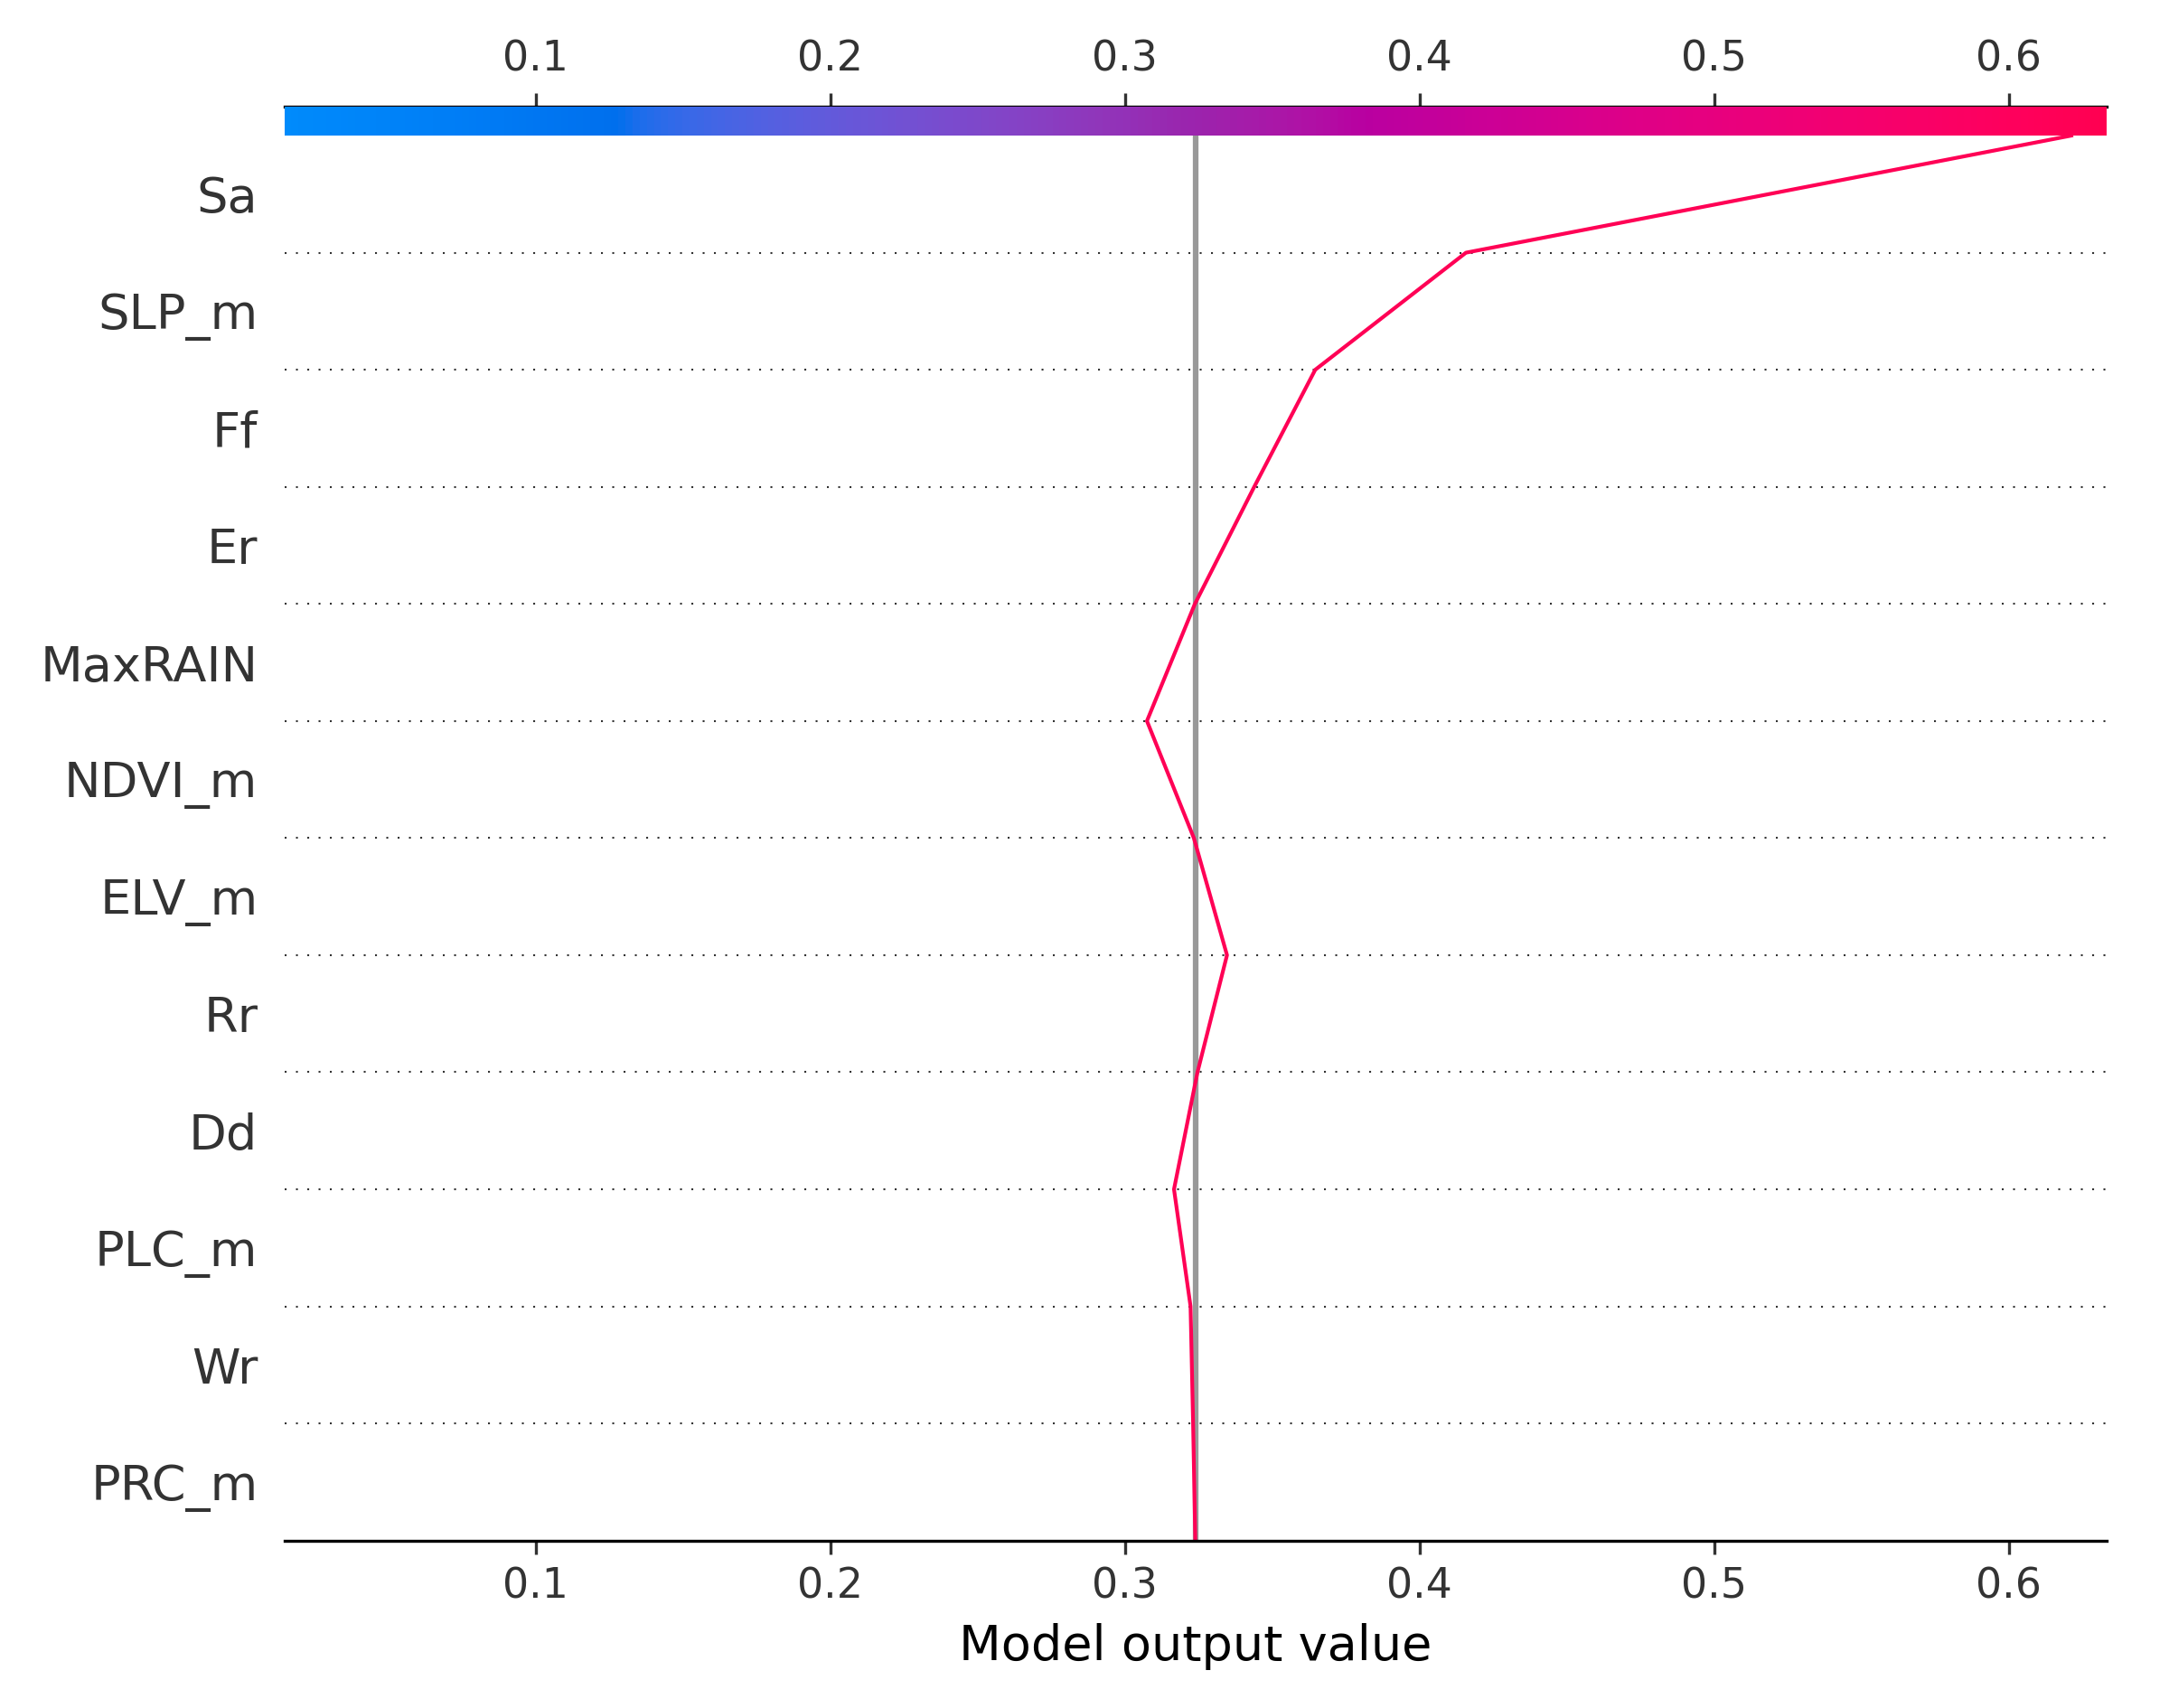 0.1 0.2 0.3 0.4 0.5 0.6
Sa
SLP_m
Ff
Er
MaxRAIN
NDVI_m
ELV_m
Rr
Dd
PLC_m
Wr
PRC_m
0.1 0.2 0.3 0.4 0.5 0.6
Model output value